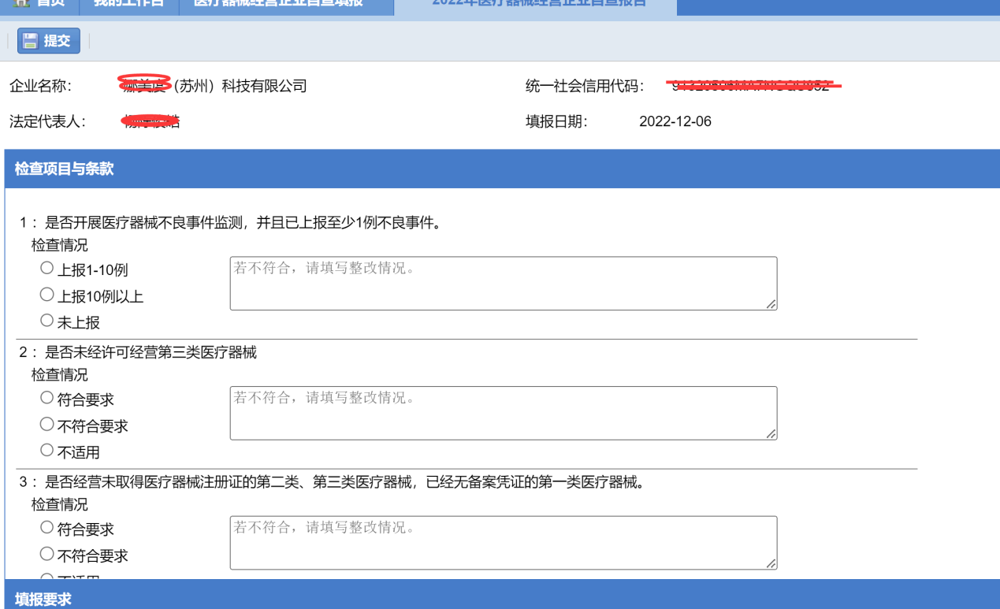 首页 我的工作台 医疗器械经营企业自查填报 2022年医疗器械经营企业自查报告
提交
企业名称： （苏州）科技有限公司 统一社会信用代码：
法定代表人： 填报日期： 2022-12-06
检查项目与条款
1 ：是否开展医疗器械不良事件监测，并且已上报至少1例不良事件。
检查情况
上报1-10例 若不符合，请填写整改情况。
上报10例以上
未上报
2 ：是否未经许可经营第三类医疗器械
检查情况
符合要求 若不符合，请填写整改情况。
不符合要求
不适用
3 ：是否经营未取得医疗器械注册证的第二类、第三类医疗器械，已经无备案凭证的第一类医疗器械。
检查情况
符合要求 若不符合，请填写整改情况。
不符合要求
不适用
填报要求